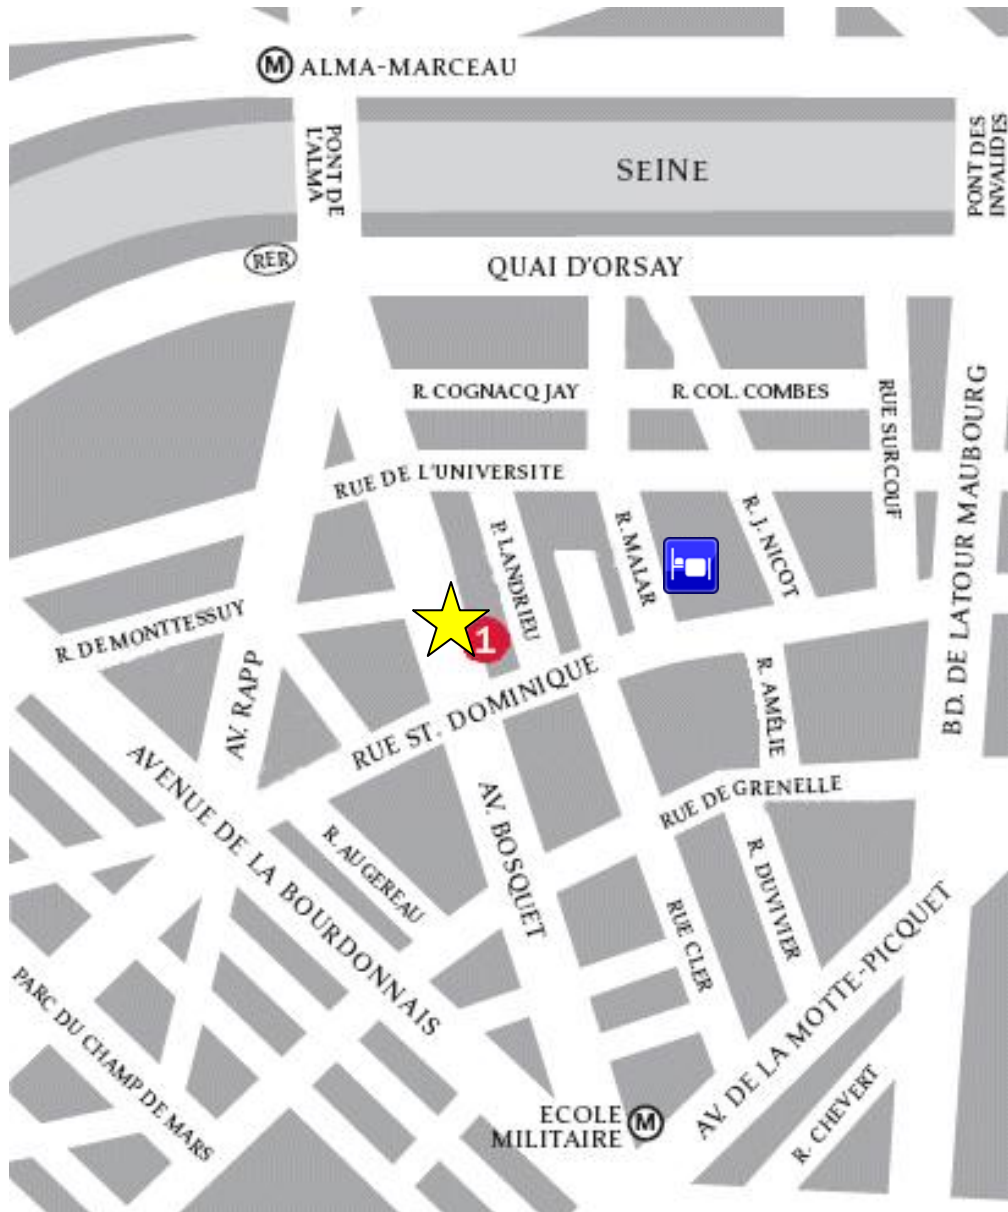 M ALMA-MARCEAU
PONT DE
L'ALMA
SEINE
PONT DES
INVALIDES
RER
QUAI D'ORSAY
R. COGNACQ JAY
R. COL. COMBES
RUE SURCOUF
BD. DE LATOUR MAUBOURG
RUE DE L'UNIVERSITE
P. LANDRIEU
R. MALAR
R. J. NICOT
R. DE MONTTESSUY
1
AV. RAPP
RUE ST. DOMINIQUE
R. AMÉLIE
AVENUE DE LA BOURDONNAIS
R. AUGEREAU
AV. BOSQUET
RUE DE GRENELLE
R. DUVIVIER
RUE CLER
AV. DE LA MOTTE-PICQUET
PARC DU CHAMP DE MARS
ECOLE
MILITAIRE M
R. CHEVERT